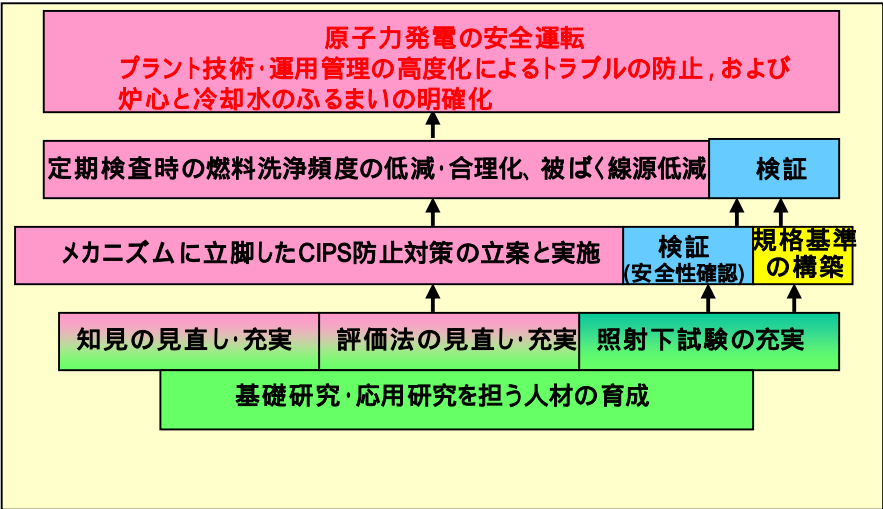 原子力発電の安全運転
プラント技術・運用管理の高度化によるトラブルの防止,および
炉心と冷却水のふるまいの明確化
定期検査時の燃料洗浄頻度の低減・合理化、被ばく線源低減
検証
メカニズムに立脚したCIPS防止対策の立案と実施
検証
(安全性確認)
規格基準
の構築
知見の見直し・充実
評価法の見直し・充実
照射下試験の充実
基礎研究・応用研究を担う人材の育成